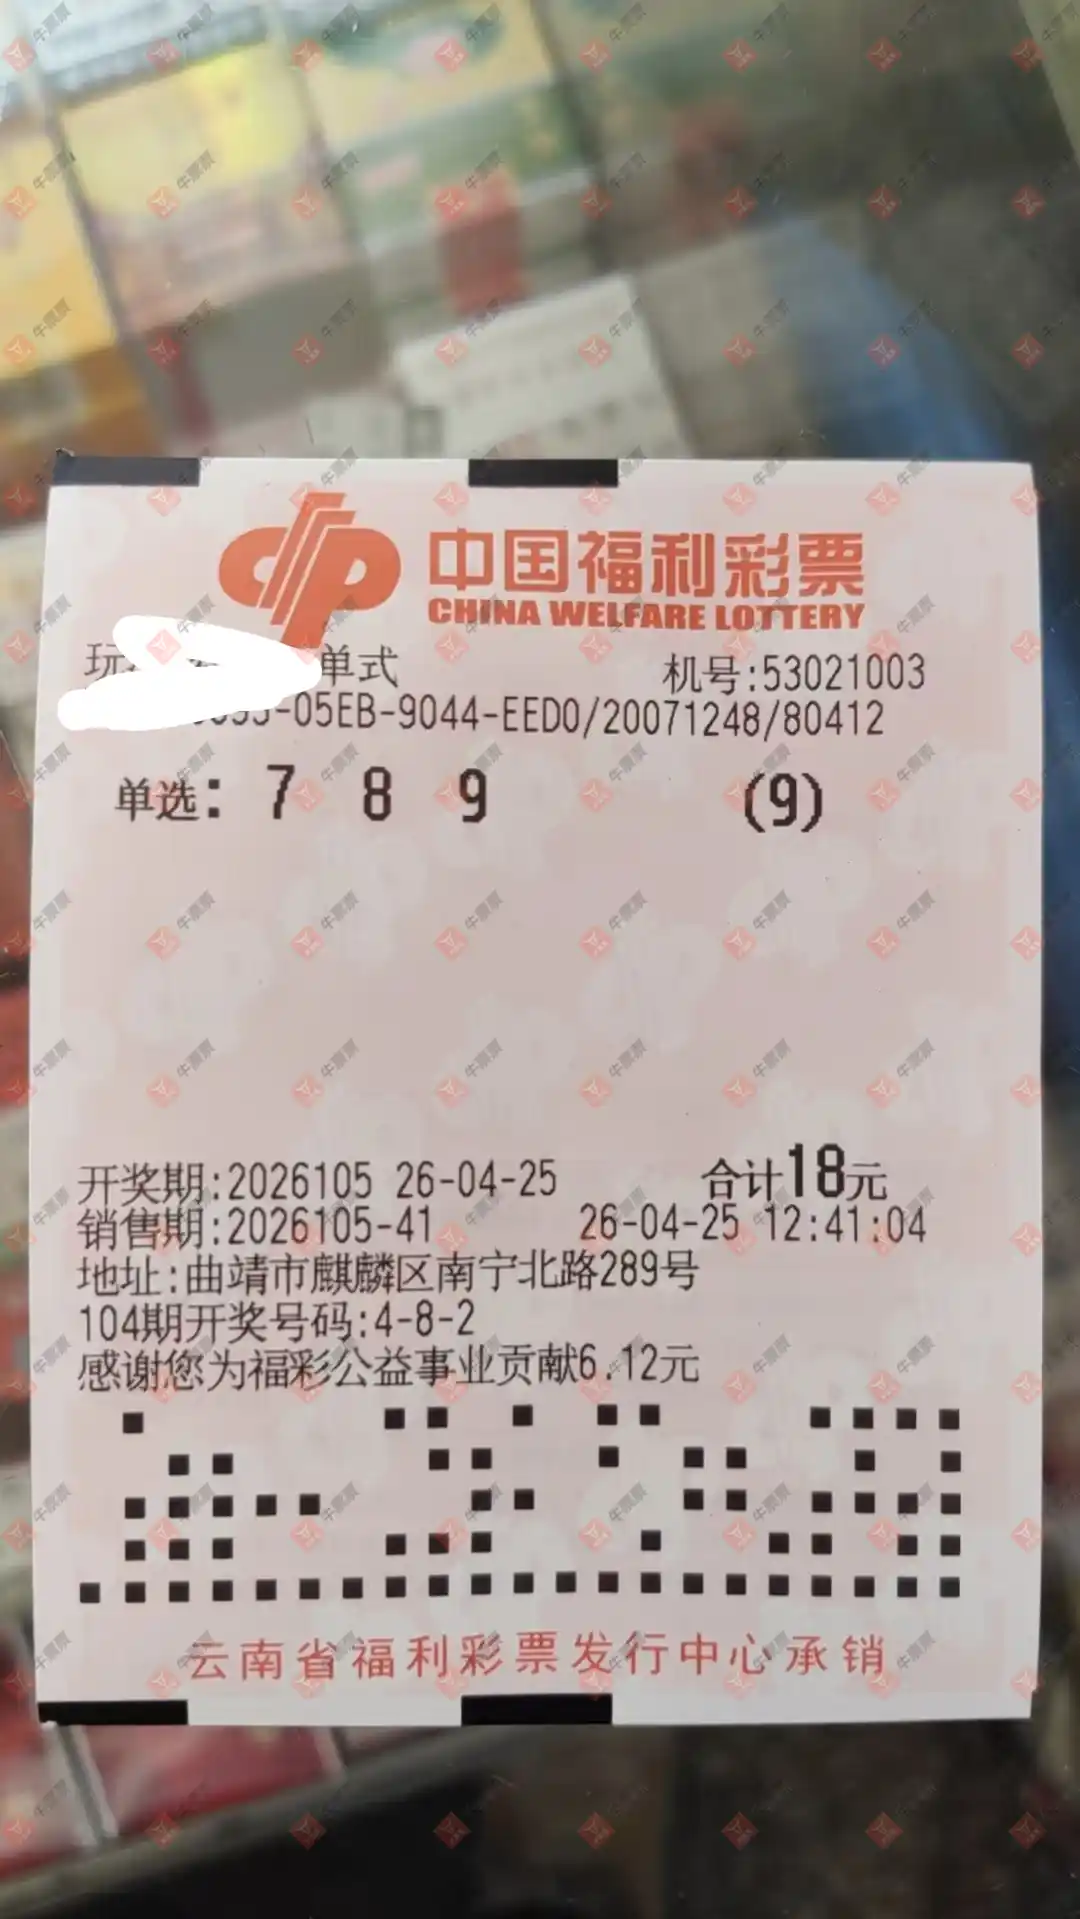 中国福利彩票
CHINA WELFARE LOTTERY
单式 机号:53021003
-05EB-9044-EED0/20071248/80412
单选: 7 8 9 (9)
开奖期:2026105 26-04-25 合计18元
销售期:2026105-41 26-04-25 12:41:04
地址:曲靖市麒麟区南宁北路289号
104期开奖号码:4-8-2
感谢您为福彩公益事业贡献6.12元
云南省福利彩票发行中心承销
牛票票